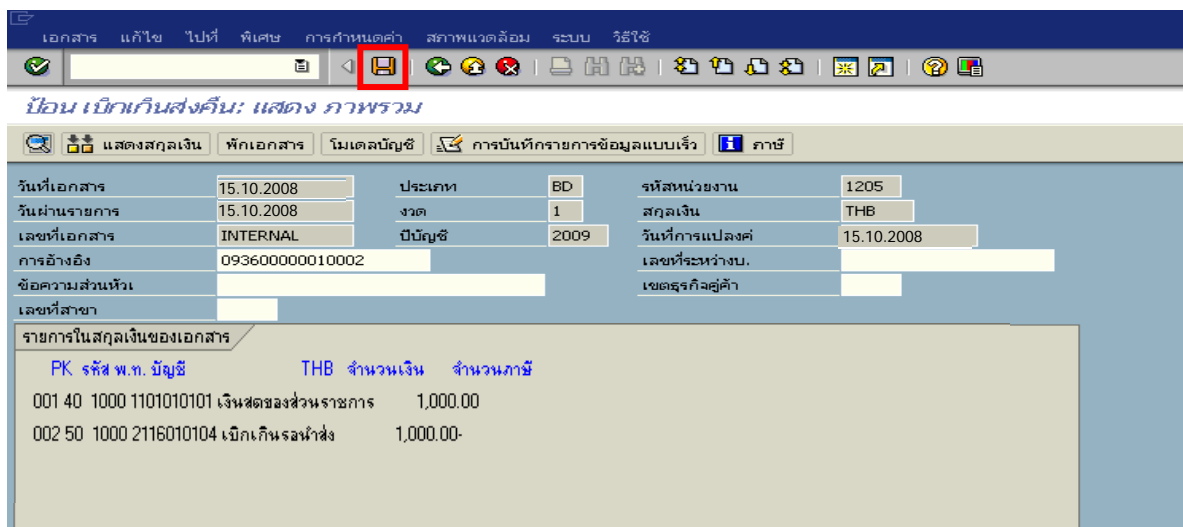 เอกสาร แก้ไข ไปที่ พิเศษ การกำหนดค่า สภาพแวดล้อม ระบบ วิธีใช้
ป้อน เบิกเกินส่งคืน: แสดง ภาพรวม
แสดงสกุลเงิน พักเอกสาร โมเดลบัญชี การบันทึกรายการข้อมูลแบบเร็ว ภาษี
วันที่เอกสาร 15.10.2008 ประเภท BD รหัสหน่วยงาน 1205
วันผ่านรายการ 15.10.2008 งวด 1 สกุลเงิน THB
เลขที่เอกสาร INTERNAL ปีบัญชี 2009 วันที่การแปลงค่ 15.10.2008
การอ้างอิง 093600000010002 เลขที่ระหว่างบ.
ข้อความส่วนหัวเ เขตธุรกิจคู่ค้า
เลขที่สาขา
รายการในสกุลเงินของเอกสาร
PK รหัส พ.ท. บัญชี THB จำนวนเงิน จำนวนภาษี
001 40 1000 1101010101 เงินสดของส่วนราชการ 1,000.00
002 50 1000 2116010104 เบิกเกินรอนำส่ง 1,000.00-